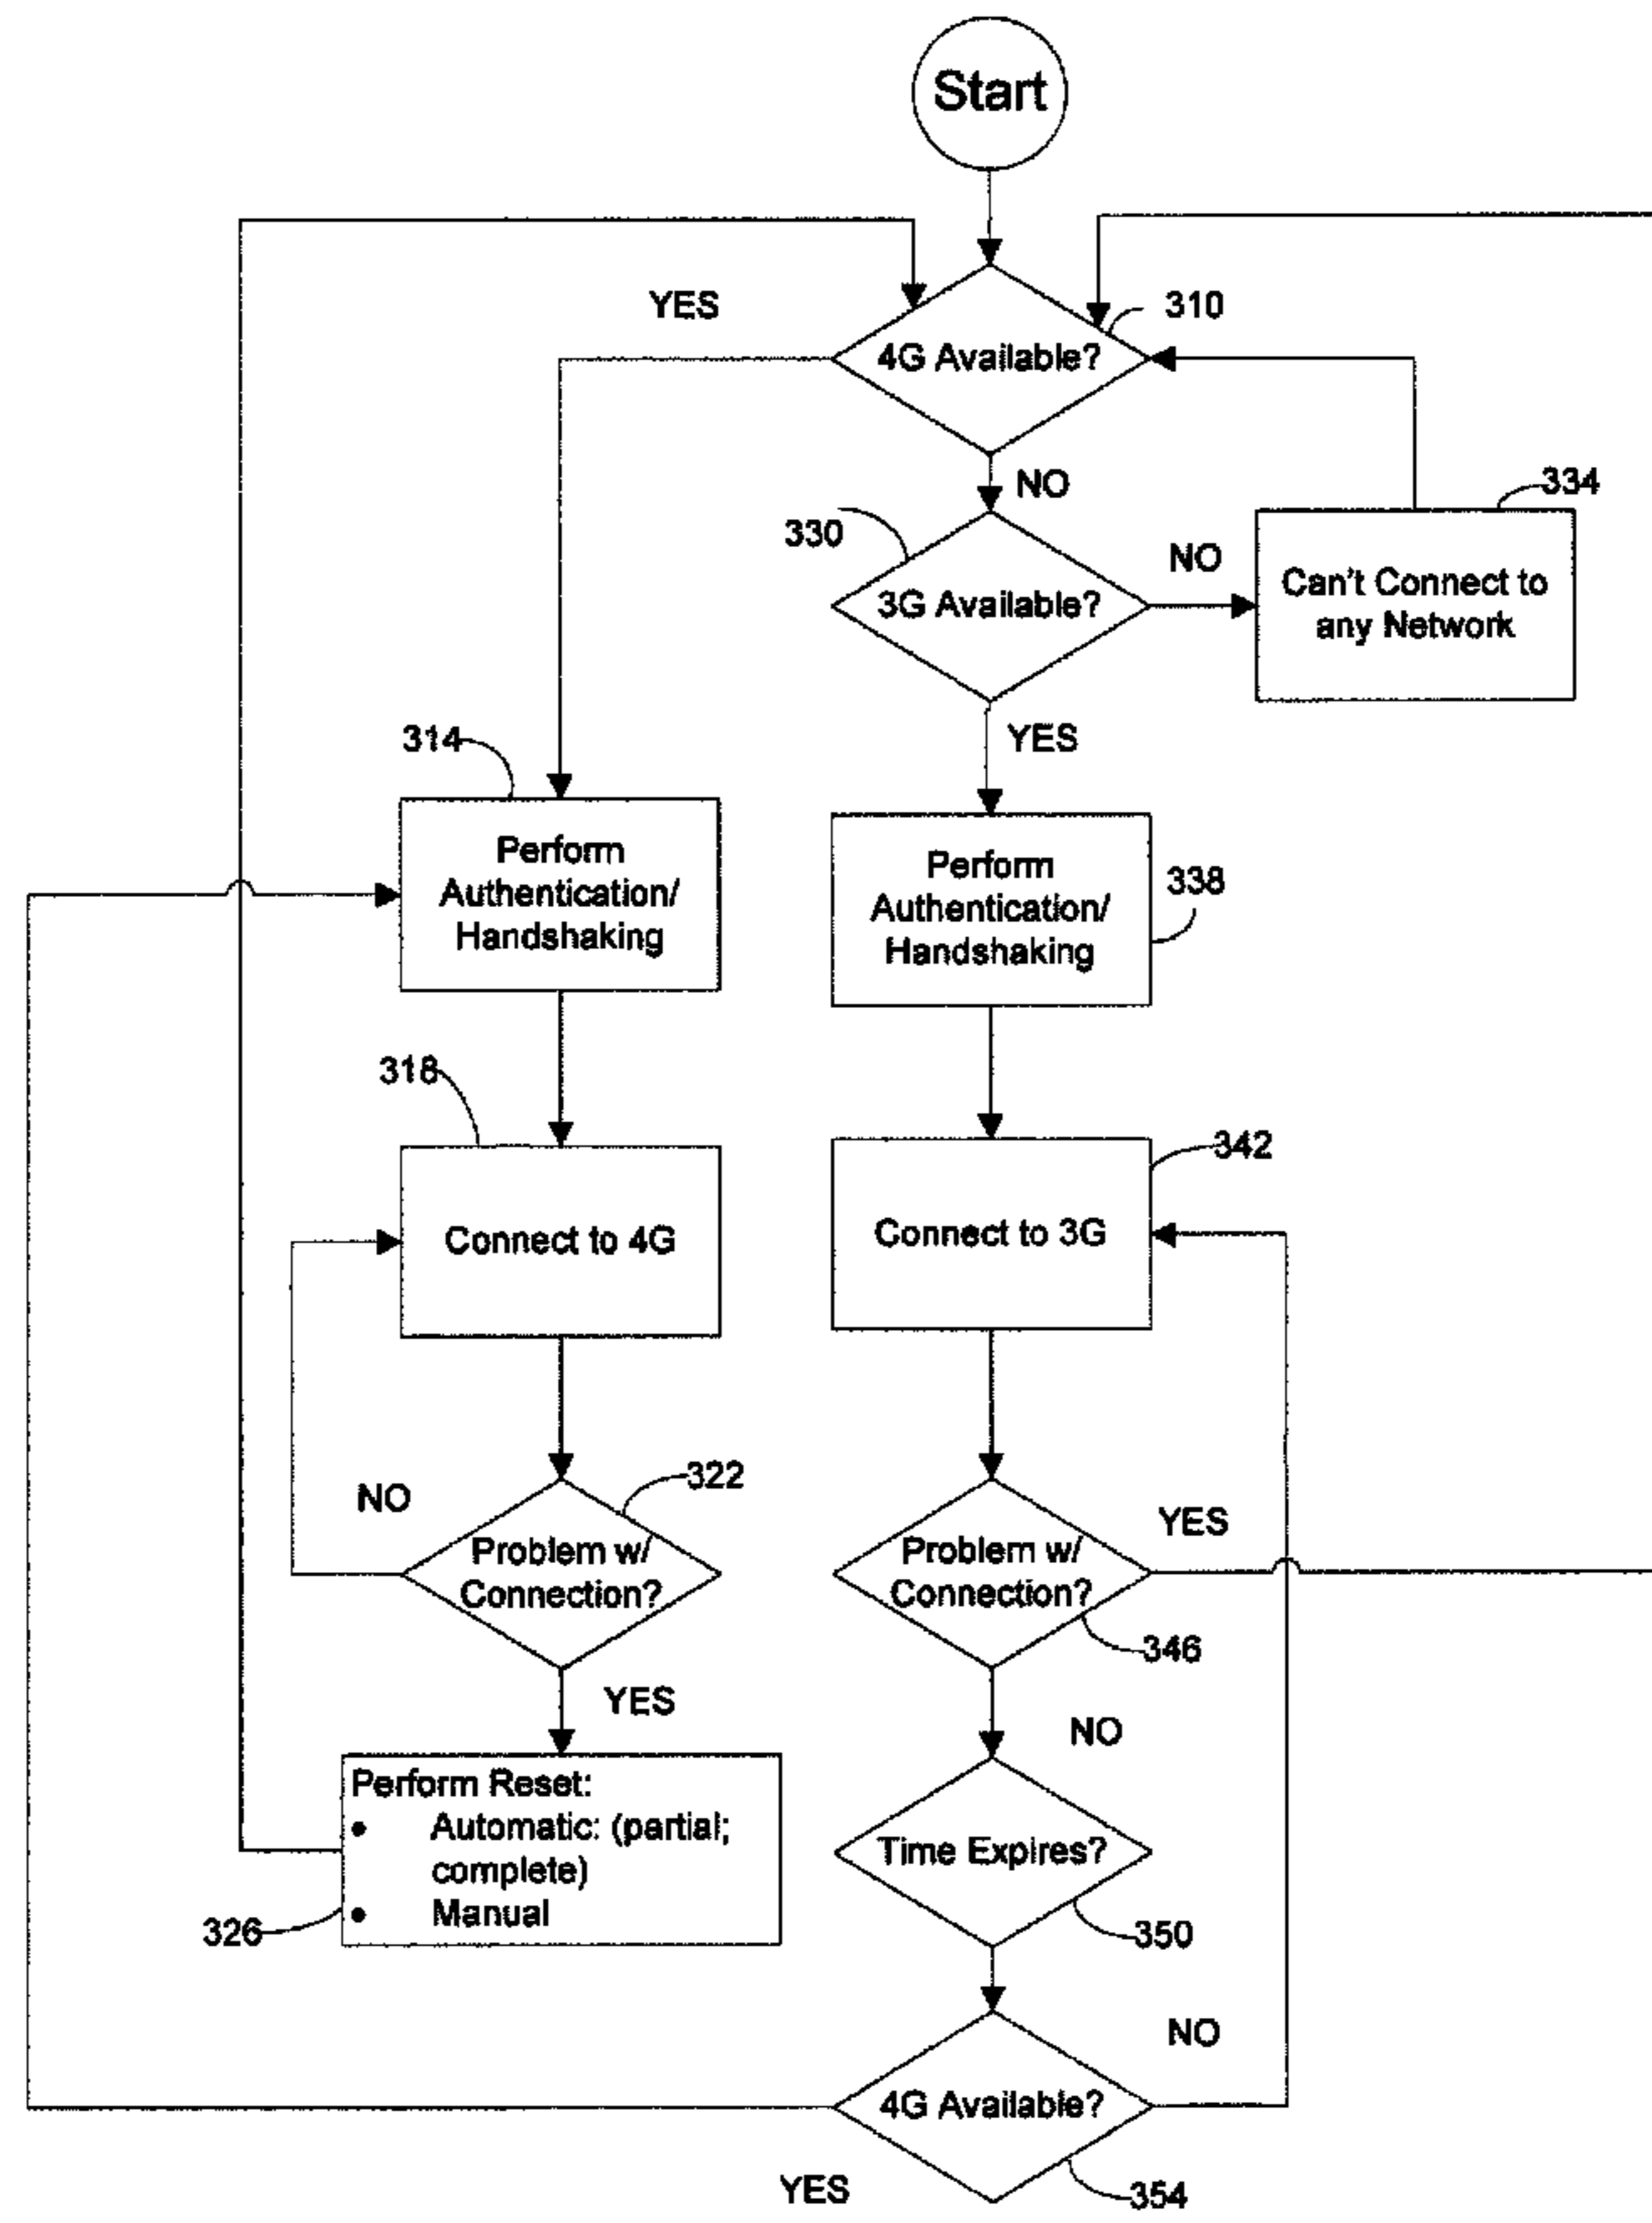 Start
YES
310
4G Available?
NO
334
330
NO
3G Available?
Can't Connect to
any Network
314
YES
Perform
Authentication/
Handshaking
338
Perform
Authentication/
Handshaking
318
342
Connect to 4G
Connect to 3G
322
NO
Problem w/
Connection?
YES
Problem w/
Connection?
346
YES
NO
Perform Reset:
• Automatic: (partial;
complete)
• Manual
326
Time Expires?
350
NO
4G Available?
YES
354